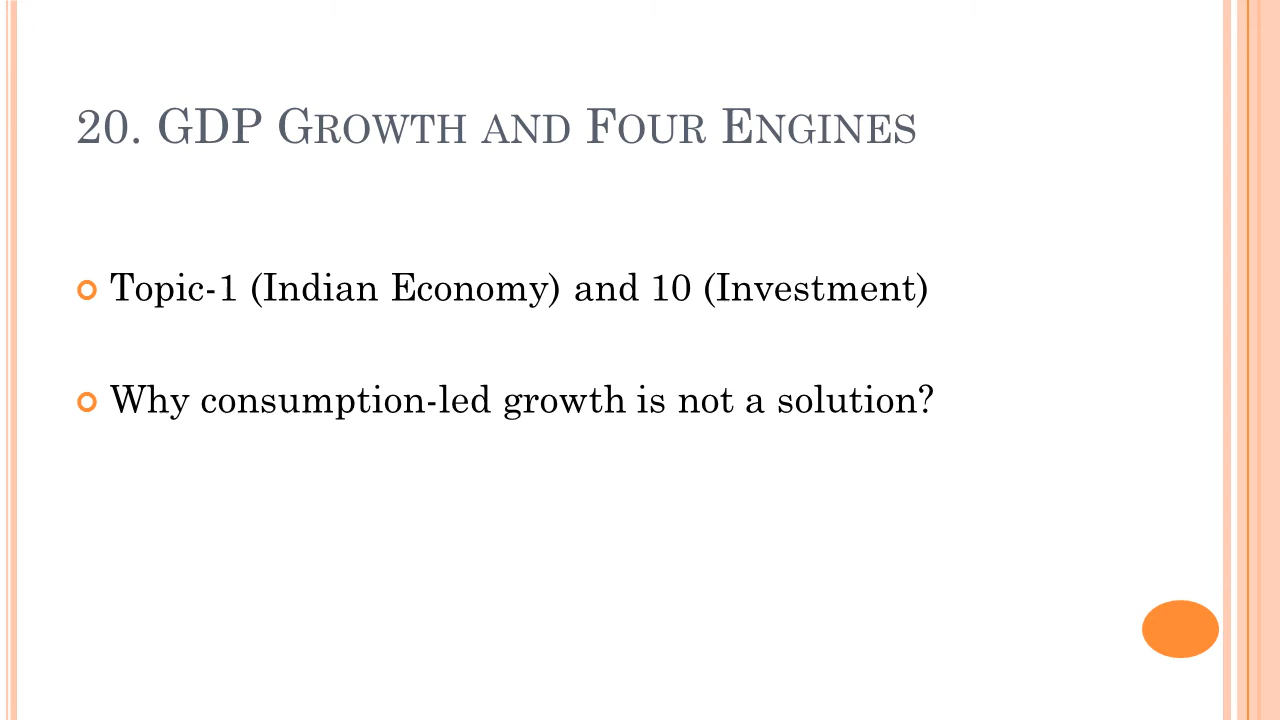 20. GDP GROWTH AND FOUR ENGINES
Topic-1 (Indian Economy) and 10 (Investment)
Why consumption-led growth is not a solution?